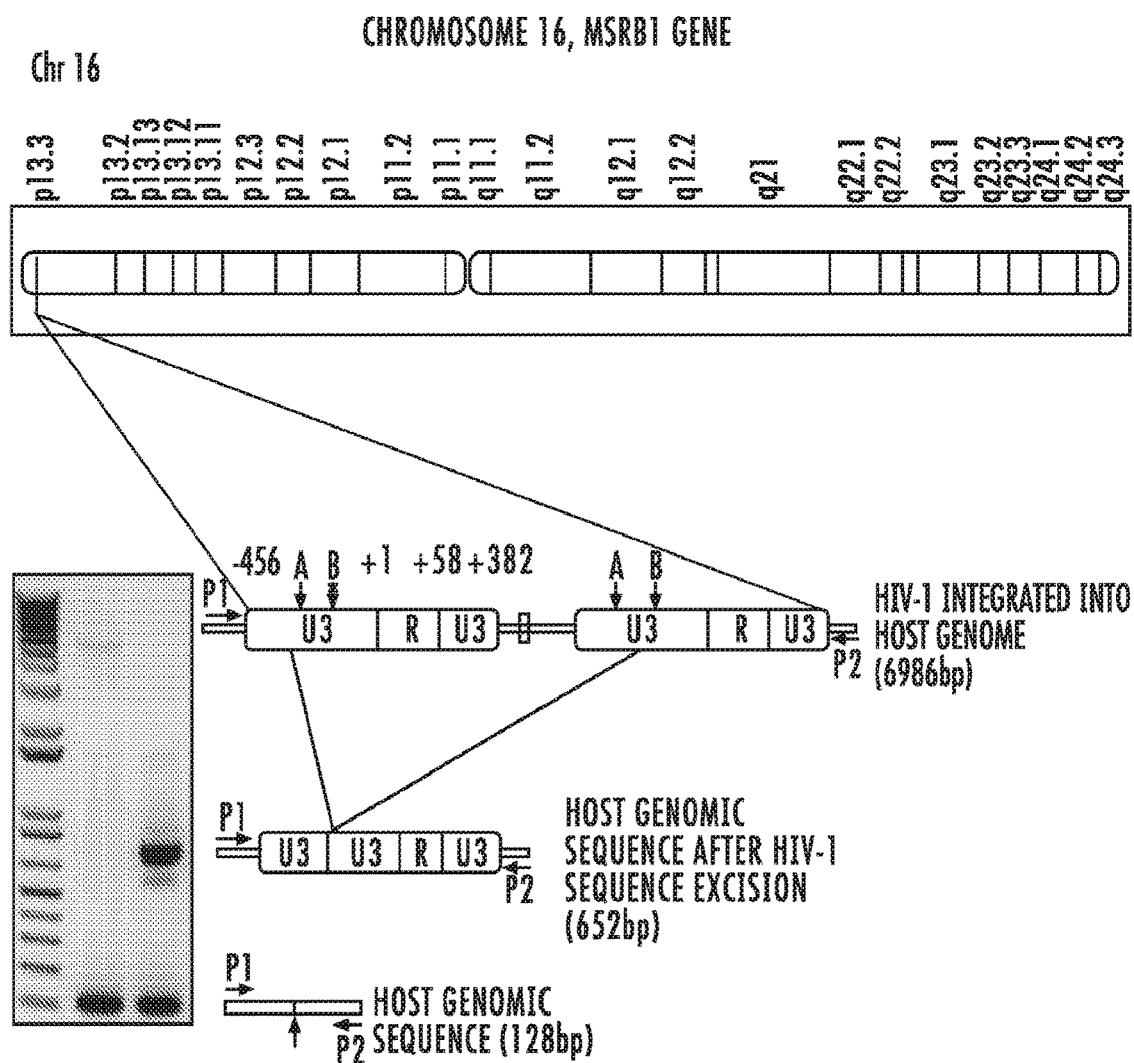 CHROMOSOME 16, MSRB1 GENE
Chr 16
p13.3 p13.2 p13.13 p13.12 p13.11 p12.3 p12.2 p12.1 p11.2 p11.1 q11.1 q11.2 q12.1 q12.2 q21 q22.1 q22.2 q23.1 q23.2 q23.3 q24.1 q24.2 q24.3
-456 A B +1 +58 +382 A B
P1
U3 R U3 U3 R U3
P2
HIV-1 INTEGRATED INTO
HOST GENOME
(6986bp)
P1
U3 U3 R U3
P2
HOST GENOMIC
SEQUENCE AFTER HIV-1
SEQUENCE EXCISION
(652bp)
P1
P2
HOST GENOMIC
SEQUENCE (128bp)